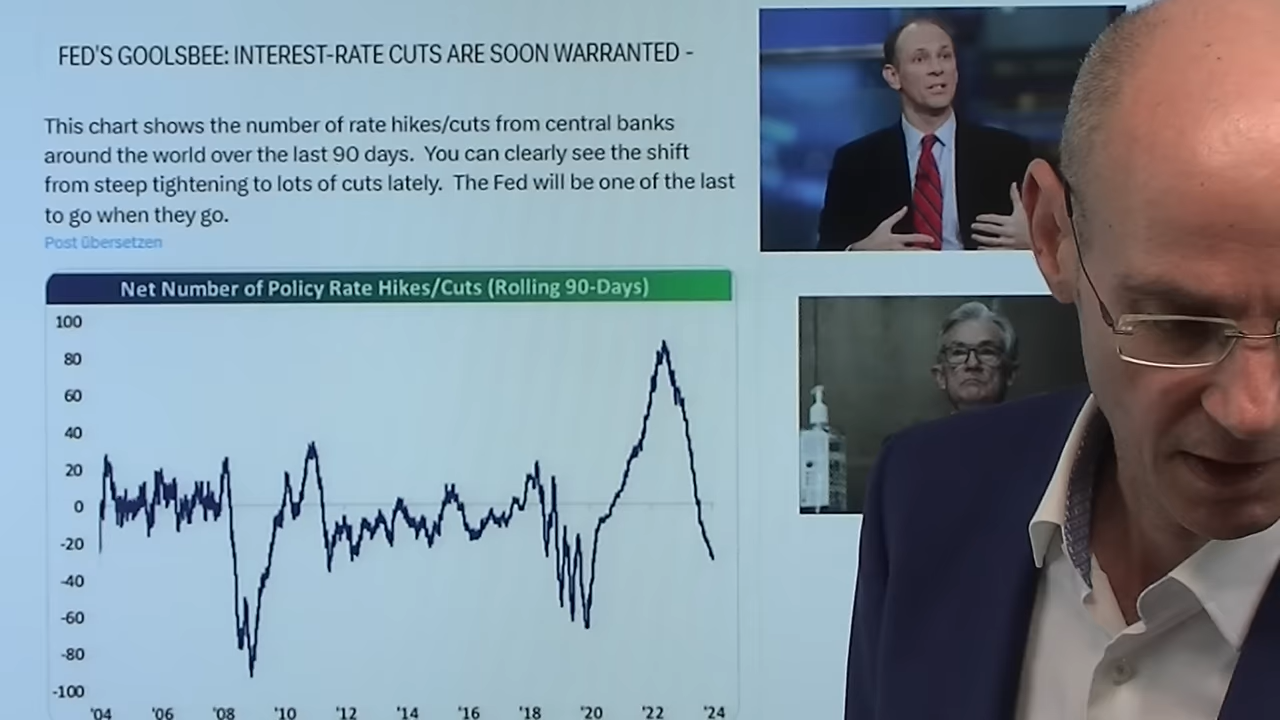 FED'S GOOLSBEE: INTEREST-RATE CUTS ARE SOON WARRANTED -
This chart shows the number of rate hikes/cuts from central banks
around the world over the last 90 days. You can clearly see the shift
from steep tightening to lots of cuts lately. The Fed will be one of the last
to go when they go.
Post übersetzen
Net Number of Policy Rate Hikes/Cuts (Rolling 90-Days)
100
80
60
40
20
0
-20
-40
-60
-80
-100
'04 '06 '08 '10 '12 '14 '16 '18 '20 '22 '24